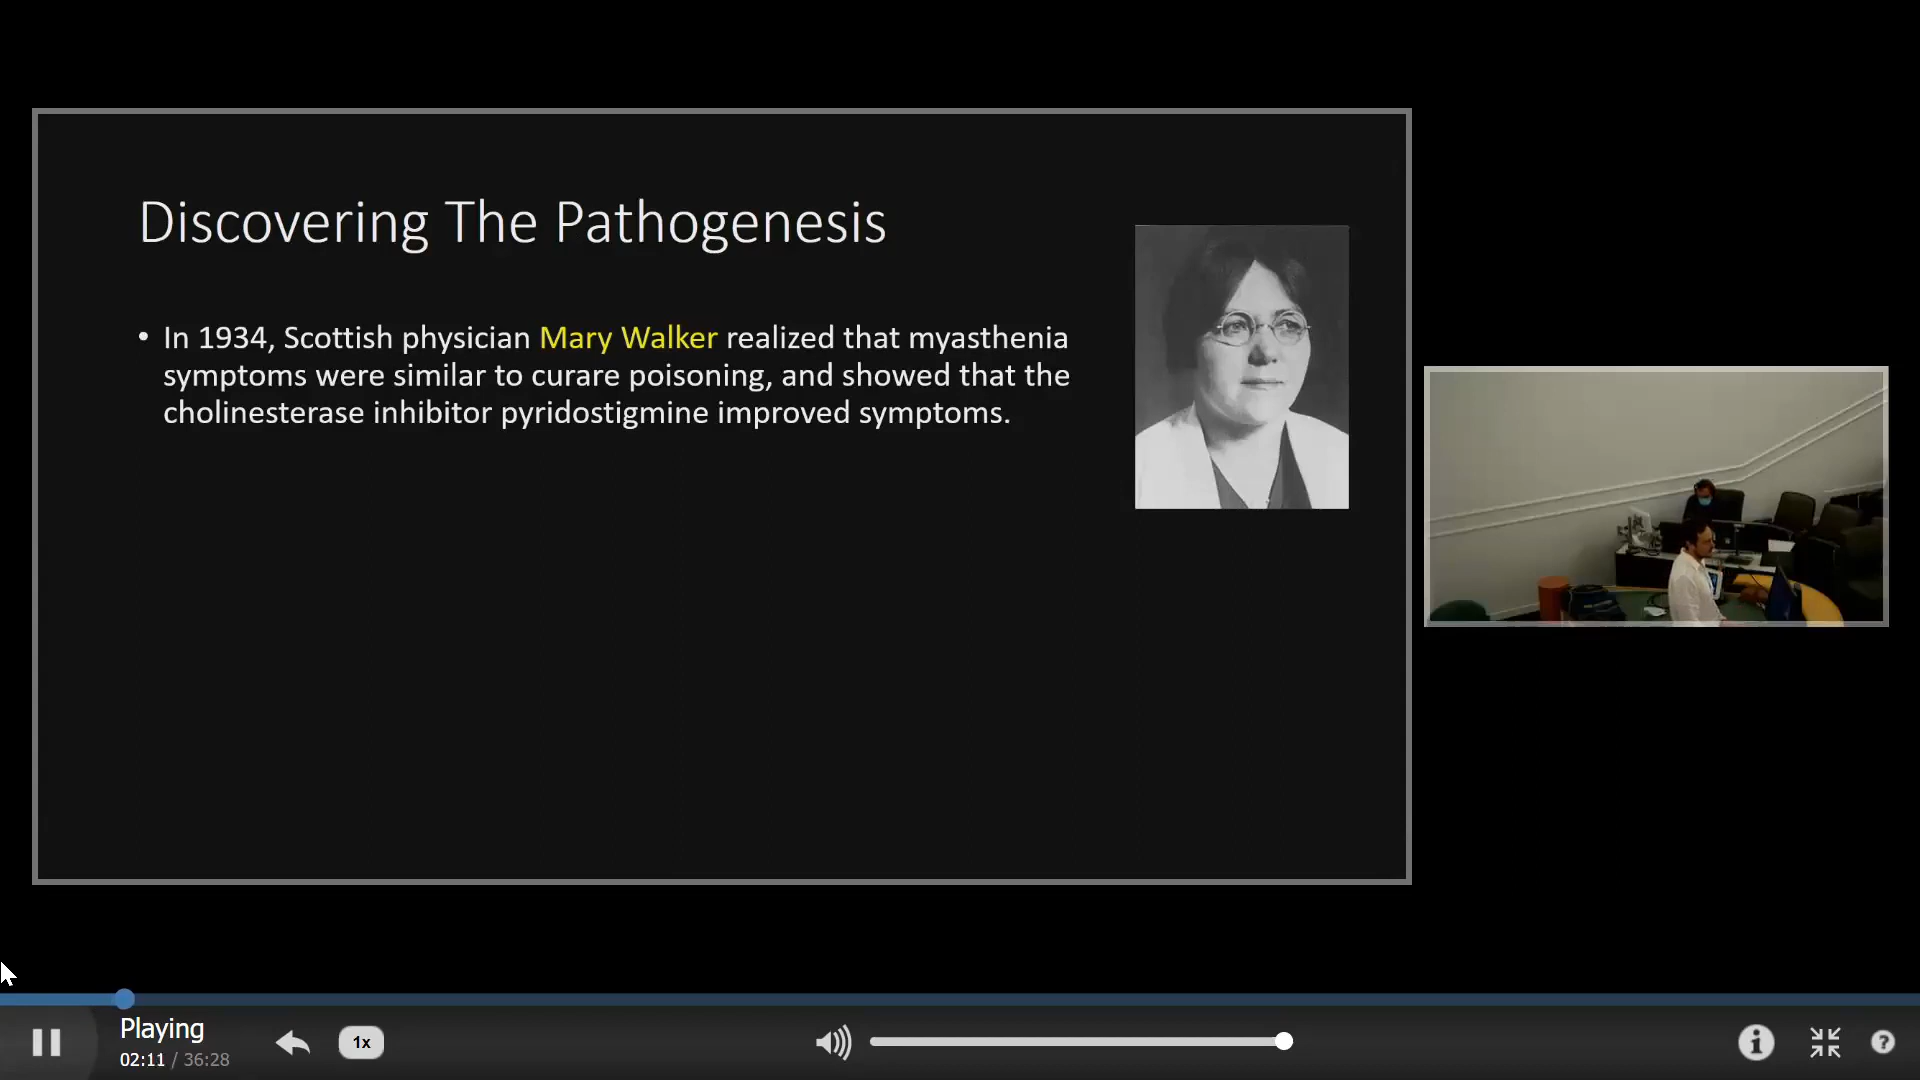 Discovering The Pathogenesis
• In 1934, Scottish physician Mary Walker realized that myasthenia
symptoms were similar to curare poisoning, and showed that the
cholinesterase inhibitor pyridostigmine improved symptoms.
Playing
02:11 / 36:28
1x